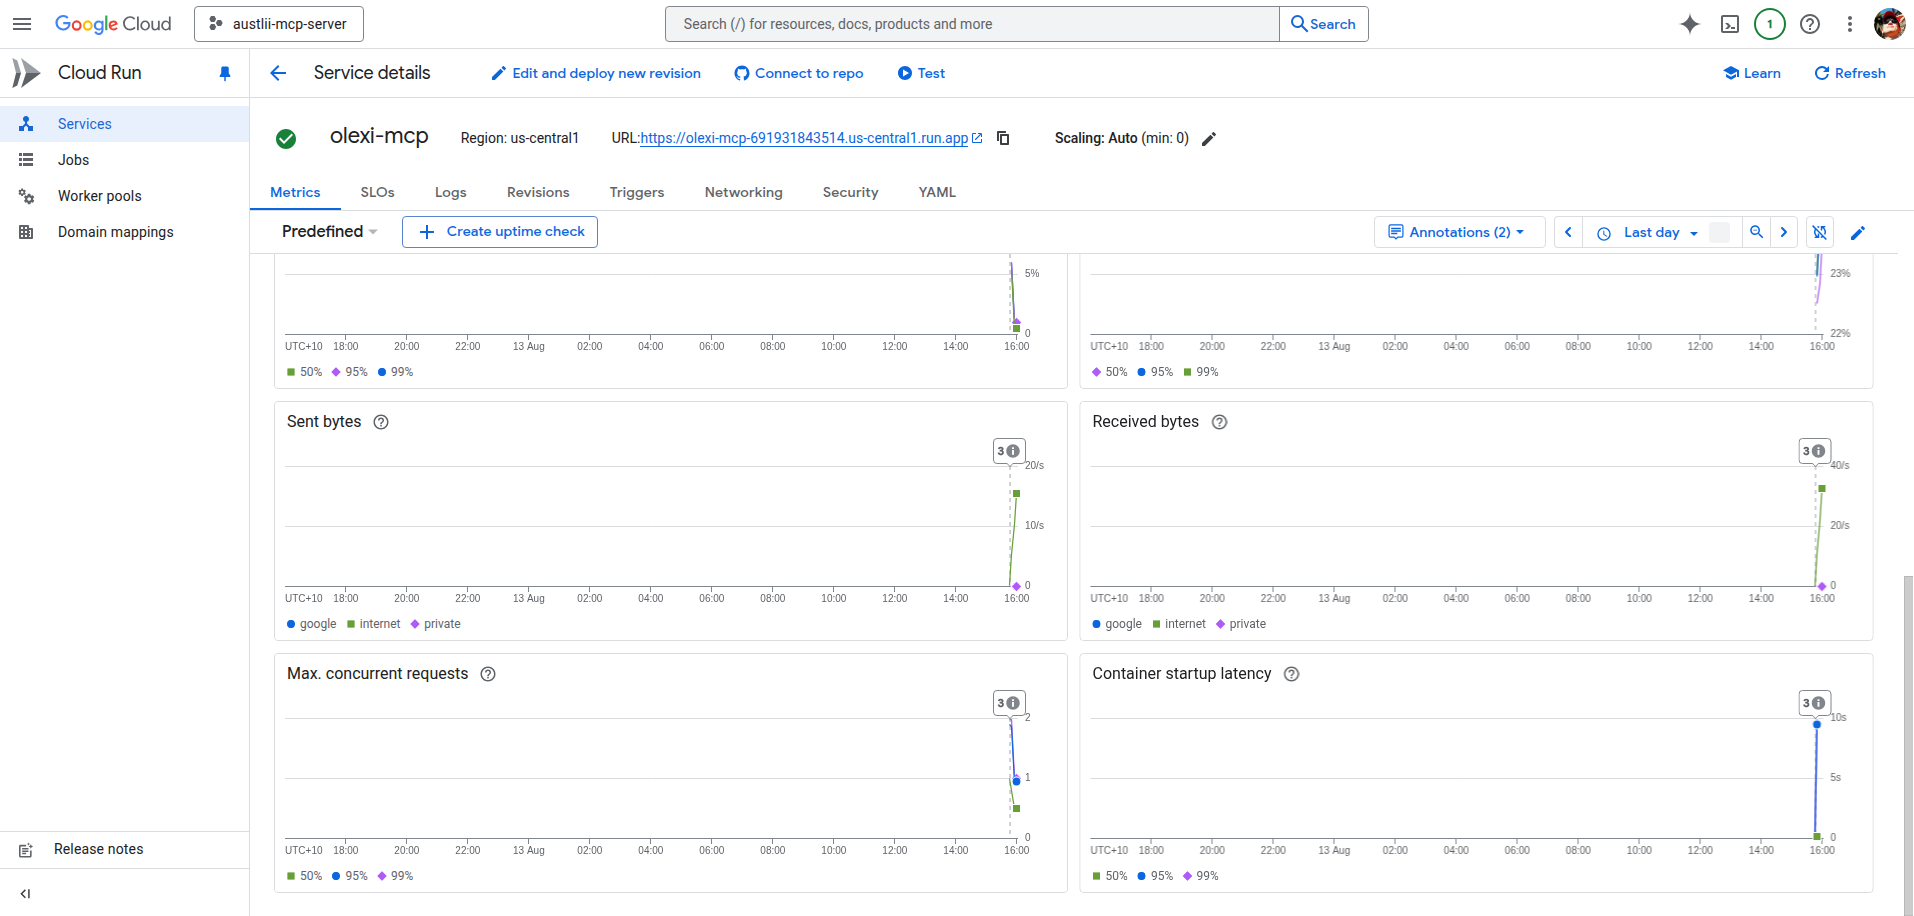 Google Cloud
austlii-mcp-server
Search (/) for resources, docs, products and more
Search
1
Cloud Run
Service details
Edit and deploy new revision
Connect to repo
Test
Learn
Refresh
Services
Jobs
Worker pools
Domain mappings
Release notes
olexi-mcp
Region: us-central1
URL:https://olexi-mcp-691931843514.us-central1.run.app
Scaling: Auto (min: 0)
Metrics
SLOs
Logs
Revisions
Triggers
Networking
Security
YAML
Predefined
Create uptime check
Annotations (2)
Last day
5%
0
UTC+10 18:00 20:00 22:00 13 Aug 02:00 04:00 06:00 08:00 10:00 12:00 14:00 16:00
50% 95% 99%
23%
22%
UTC+10 18:00 20:00 22:00 13 Aug 02:00 04:00 06:00 08:00 10:00 12:00 14:00 16:00
50% 95% 99%
Sent bytes
3
20/s
10/s
0
UTC+10 18:00 20:00 22:00 13 Aug 02:00 04:00 06:00 08:00 10:00 12:00 14:00 16:00
google internet private
Received bytes
3
40/s
20/s
0
UTC+10 18:00 20:00 22:00 13 Aug 02:00 04:00 06:00 08:00 10:00 12:00 14:00 16:00
google internet private
Max. concurrent requests
3
2
1
0
UTC+10 18:00 20:00 22:00 13 Aug 02:00 04:00 06:00 08:00 10:00 12:00 14:00 16:00
50% 95% 99%
Container startup latency
3
10s
5s
0
UTC+10 18:00 20:00 22:00 13 Aug 02:00 04:00 06:00 08:00 10:00 12:00 14:00 16:00
50% 95% 99%